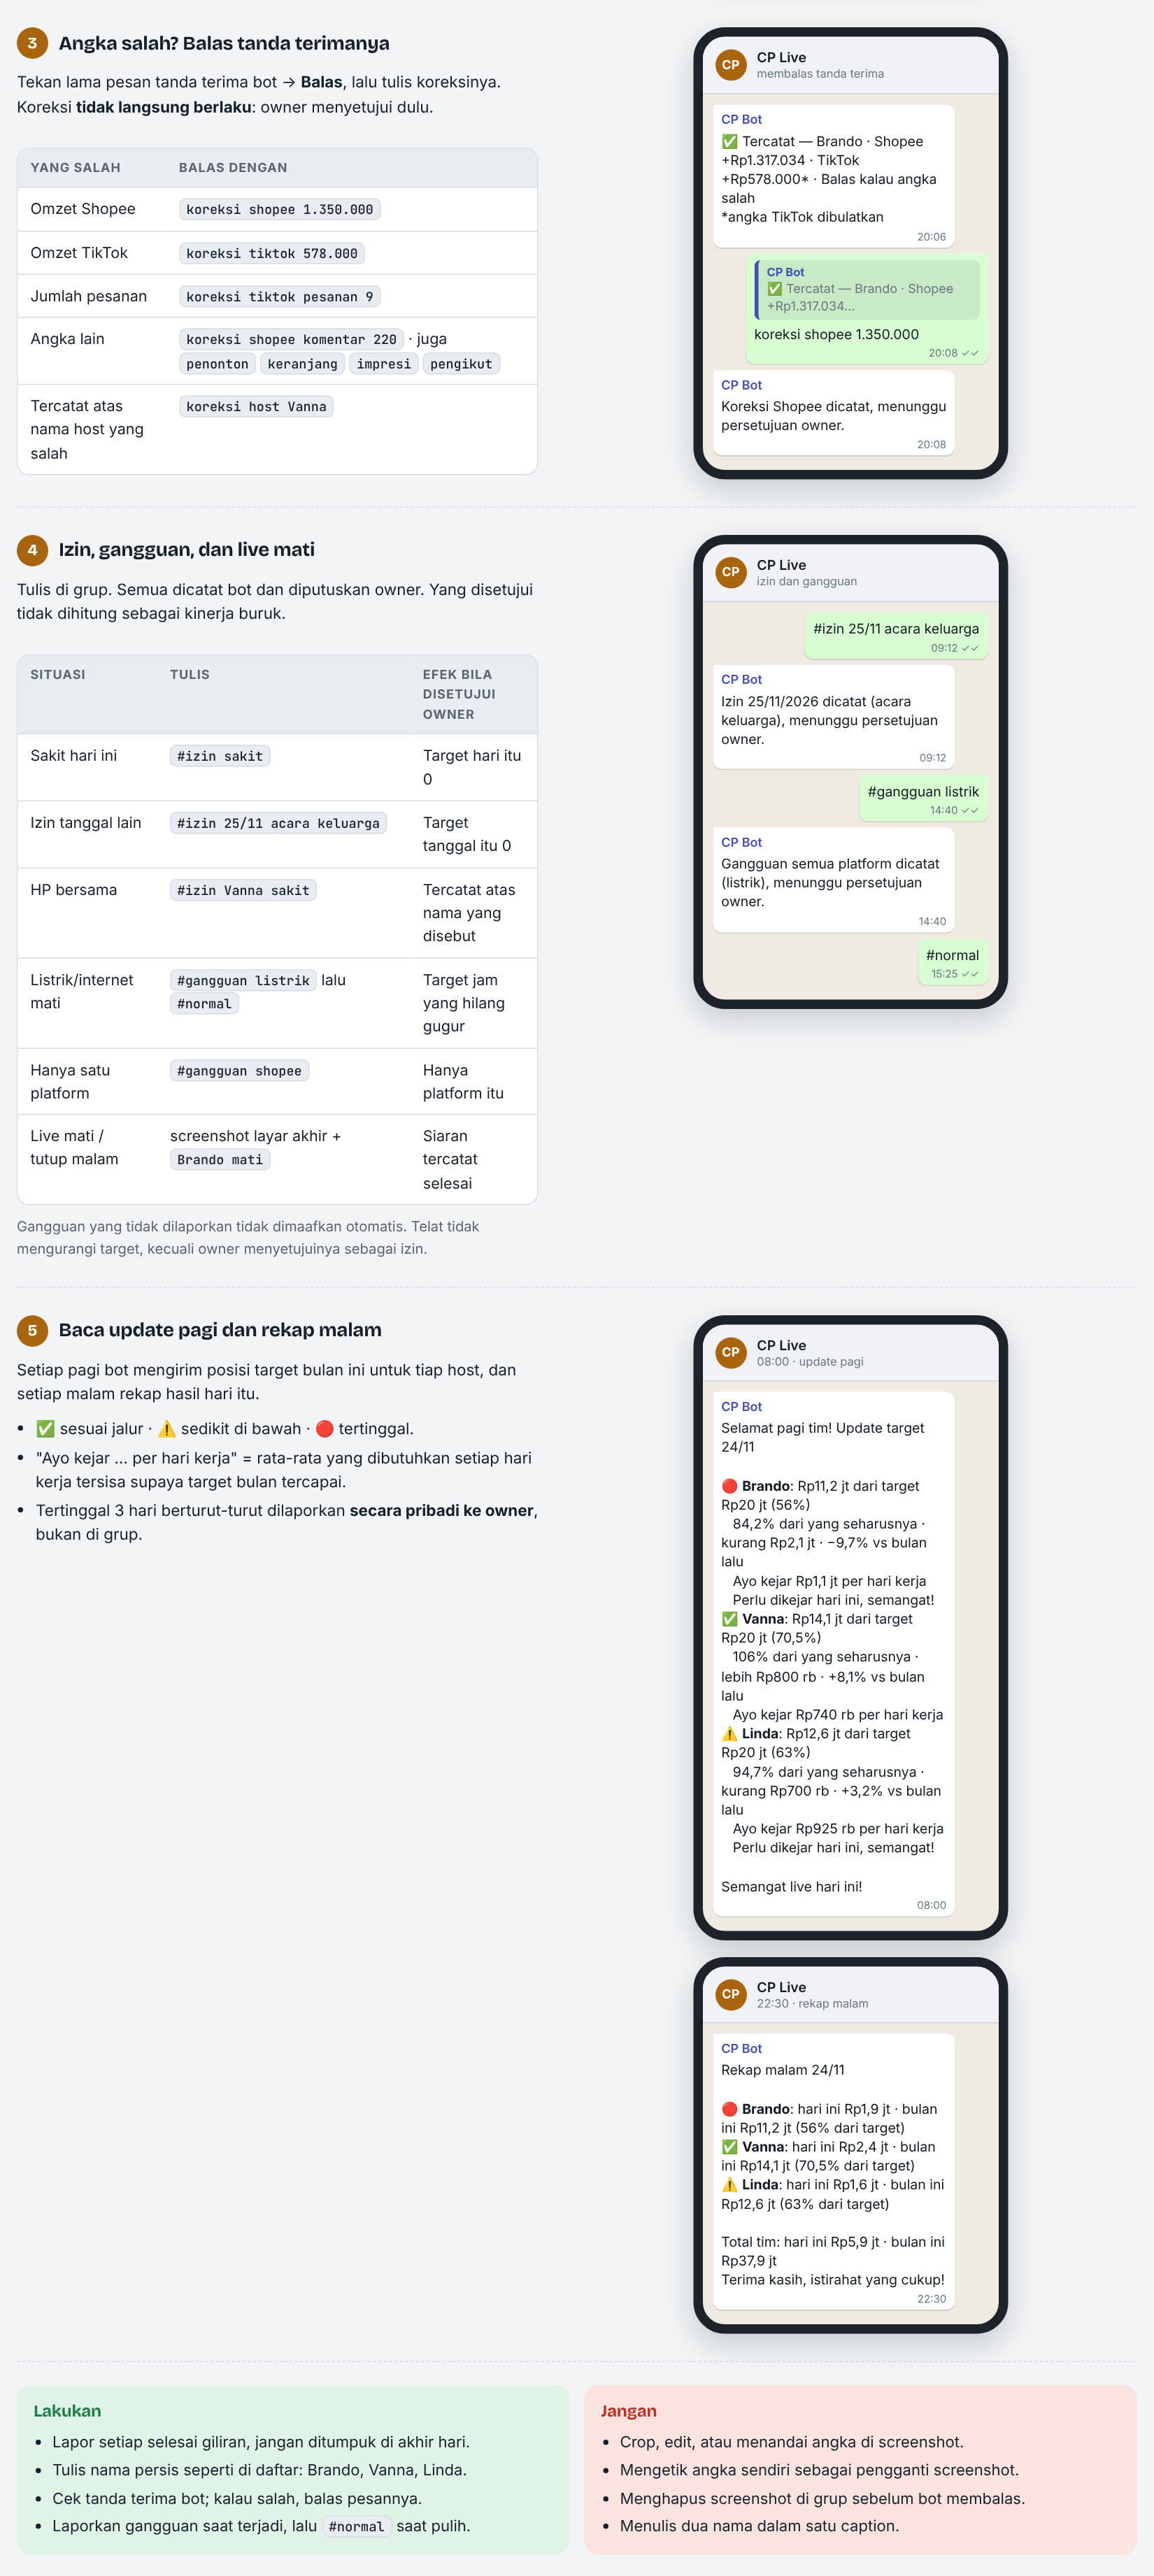 3 Angka salah? Balas tanda terimanya
Tekan lama pesan tanda terima bot → Balas, lalu tulis koreksinya.
Koreksi tidak langsung berlaku: owner menyetujui dulu.
YANG SALAH BALAS DENGAN
Omzet Shopee koreksi shopee 1.350.000
Omzet TikTok koreksi tiktok 578.000
Jumlah pesanan koreksi tiktok pesanan 9
Angka lain koreksi shopee komentar 220 · juga
penonton keranjang impresi pengikut
Tercatat atas koreksi host Vanna
nama host yang
salah
CP CP Live
membalas tanda terima
CP Bot
✅ Tercatat — Brando · Shopee
+Rp1.317.034 · TikTok
+Rp578.000* · Balas kalau angka
salah
*angka TikTok dibulatkan
20:06
CP Bot
✅ Tercatat — Brando · Shopee
+Rp1.317.034...
koreksi shopee 1.350.000
20:08 ✓✓
CP Bot
Koreksi Shopee dicatat, menunggu
persetujuan owner.
20:08
4 Izin, gangguan, dan live mati
Tulis di grup. Semua dicatat bot dan diputuskan owner. Yang disetujui
tidak dihitung sebagai kinerja buruk.
SITUASI TULIS EFEK BILA
DISETUJUI
OWNER
Sakit hari ini #izin sakit Target hari itu
0
Izin tanggal lain #izin 25/11 acara keluarga Target
tanggal itu 0
HP bersama #izin Vanna sakit Tercatat atas
nama yang
disebut
Listrik/internet #gangguan listrik lalu Target jam
mati #normal yang hilang
gugur
Hanya satu #gangguan shopee Hanya
platform platform itu
Live mati / screenshot layar akhir + Siaran
tutup malam Brando mati tercatat
selesai
Gangguan yang tidak dilaporkan tidak dimaafkan otomatis. Telat tidak
mengurangi target, kecuali owner menyetujuinya sebagai izin.
CP CP Live
izin dan gangguan
#izin 25/11 acara keluarga
09:12 ✓✓
CP Bot
Izin 25/11/2026 dicatat (acara
keluarga), menunggu persetujuan
owner.
09:12
#gangguan listrik
14:40 ✓✓
CP Bot
Gangguan semua platform dicatat
(listrik), menunggu persetujuan
owner.
14:40
#normal
15:25 ✓✓
5 Baca update pagi dan rekap malam
Setiap pagi bot mengirim posisi target bulan ini untuk tiap host, dan
setiap malam rekap hasil hari itu.
• ✅ sesuai jalur · ⚠️ sedikit di bawah · 🔴 tertinggal.
• "Ayo kejar ... per hari kerja" = rata-rata yang dibutuhkan setiap hari
kerja tersisa supaya target bulan tercapai.
• Tertinggal 3 hari berturut-turut dilaporkan secara pribadi ke owner,
bukan di grup.
CP CP Live
08:00 · update pagi
CP Bot
Selamat pagi tim! Update target
24/11
🔴 Brando: Rp11,2 jt dari target
Rp20 jt (56%)
84,2% dari yang seharusnya ·
kurang Rp2,1 jt · −9,7% vs bulan
lalu
Ayo kejar Rp1,1 jt per hari kerja
Perlu dikejar hari ini, semangat!
✅ Vanna: Rp14,1 jt dari target
Rp20 jt (70,5%)
106% dari yang seharusnya ·
lebih Rp800 rb · +8,1% vs bulan
lalu
Ayo kejar Rp740 rb per hari kerja
⚠️ Linda: Rp12,6 jt dari target
Rp20 jt (63%)
94,7% dari yang seharusnya ·
kurang Rp700 rb · +3,2% vs bulan
lalu
Ayo kejar Rp925 rb per hari kerja
Perlu dikejar hari ini, semangat!
Semangat live hari ini!
08:00
CP CP Live
22:30 · rekap malam
CP Bot
Rekap malam 24/11
🔴 Brando: hari ini Rp1,9 jt · bulan
ini Rp11,2 jt (56% dari target)
✅ Vanna: hari ini Rp2,4 jt · bulan
ini Rp14,1 jt (70,5% dari target)
⚠️ Linda: hari ini Rp1,6 jt · bulan ini
Rp12,6 jt (63% dari target)
Total tim: hari ini Rp5,9 jt · bulan ini
Rp37,9 jt
Terima kasih, istirahat yang cukup!
22:30
Lakukan
• Lapor setiap selesai giliran, jangan ditumpuk di akhir hari.
• Tulis nama persis seperti di daftar: Brando, Vanna, Linda.
• Cek tanda terima bot; kalau salah, balas pesannya.
• Laporkan gangguan saat terjadi, lalu #normal saat pulih.
Jangan
• Crop, edit, atau menandai angka di screenshot.
• Mengetik angka sendiri sebagai pengganti screenshot.
• Menghapus screenshot di grup sebelum bot membalas.
• Menulis dua nama dalam satu caption.